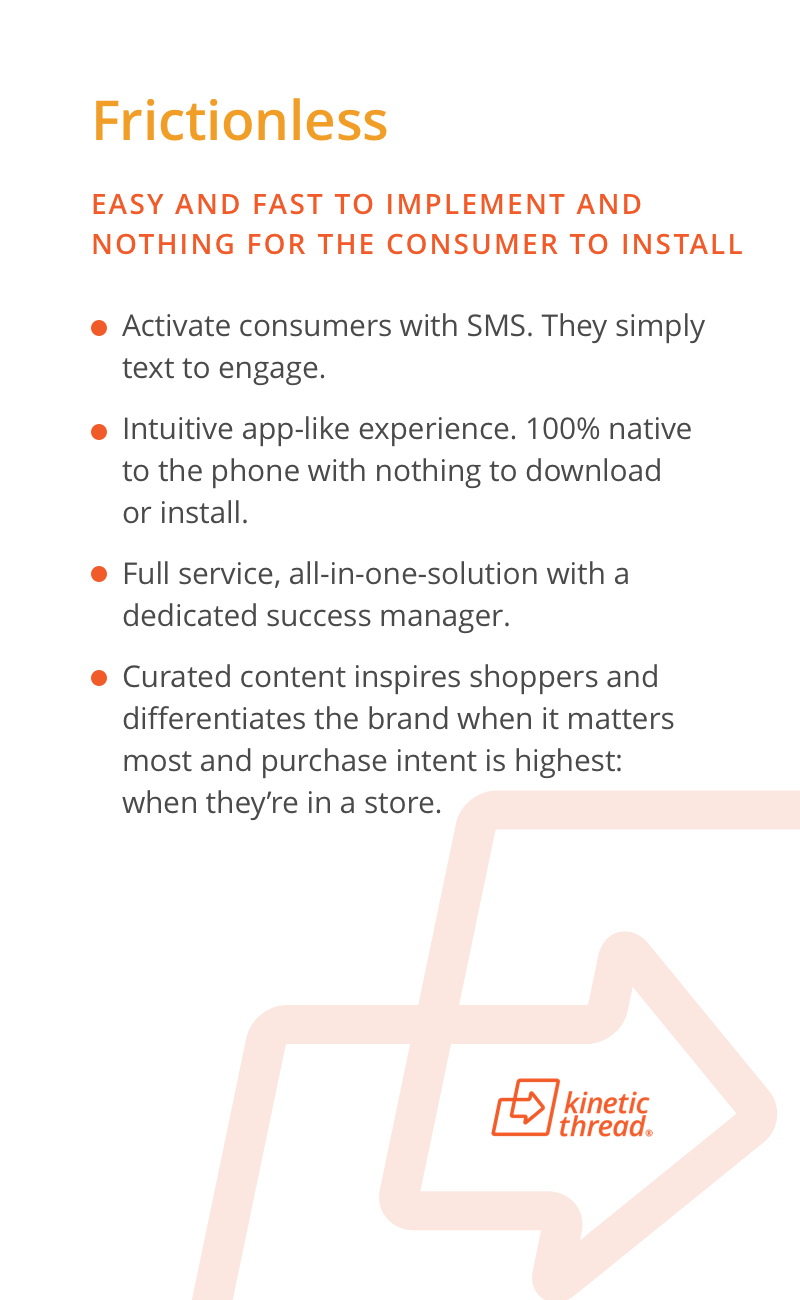 Frictionless
EASY AND FAST TO IMPLEMENT AND
NOTHING FOR THE CONSUMER TO INSTALL
Activate consumers with SMS. They simply
text to engage.
Intuitive app-like experience. 100% native
to the phone with nothing to download
or install.
Full service, all-in-one-solution with a
dedicated success manager.
Curated content inspires shoppers and
differentiates the brand when it matters
most and purchase intent is highest:
when they’re in a store.
kinetic
thread®